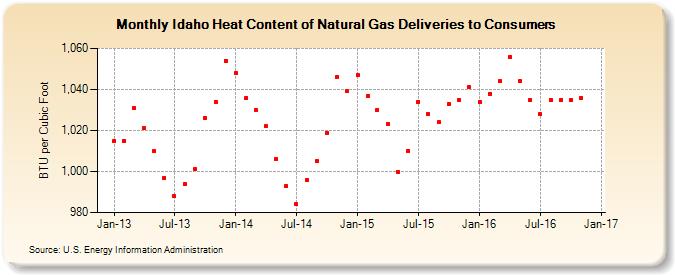 Monthly Idaho Heat Content of Natural Gas Deliveries to Consumers
BTU per Cubic Foot
1,060
1,040
1,020
1,000
980
Jan-13 Jul-13 Jan-14 Jul-14 Jan-15 Jul-15 Jan-16 Jul-16 Jan-17
Source: U.S. Energy Information Administration